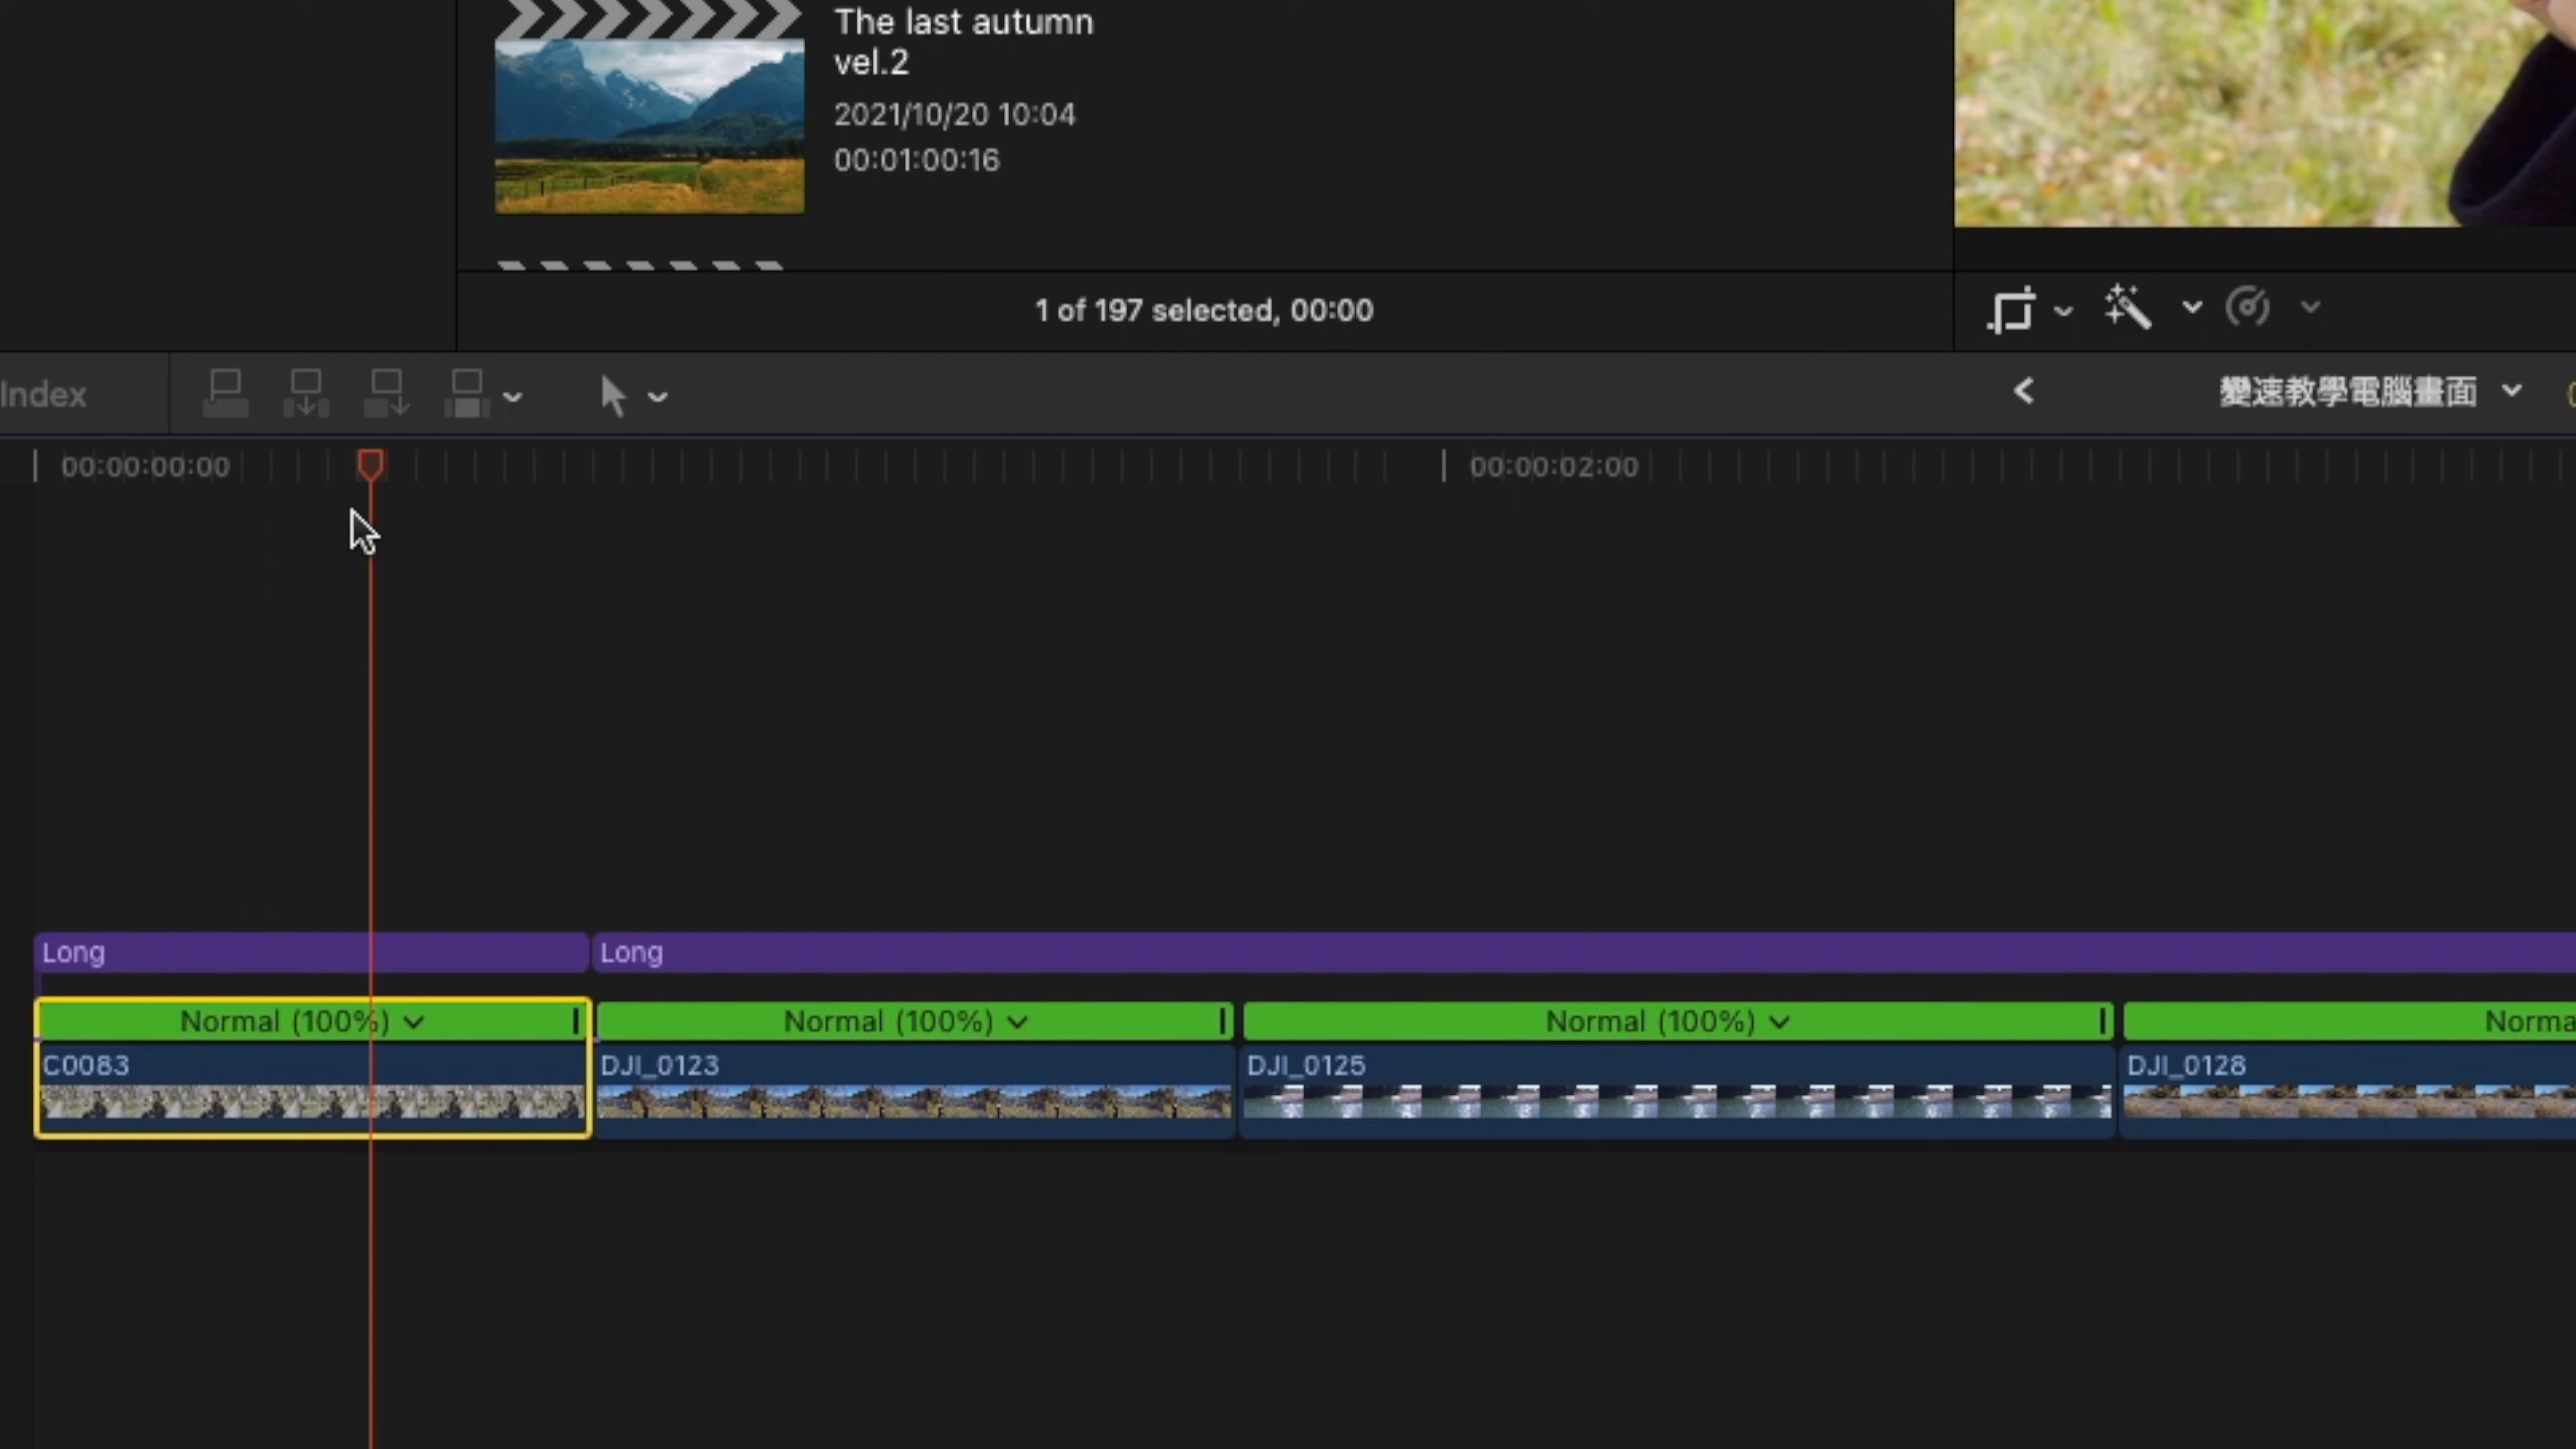 The last autumn
vel.2
2021/10/20 10:04
00:01:00:16
1 of 197 selected, 00:00
Index
變速教學電腦畫面
00:00:00:00
00:00:02:00
Long
Long
Normal (100%)
Normal (100%)
Normal (100%)
Norma
C0083
DJI_0123
DJI_0125
DJI_0128